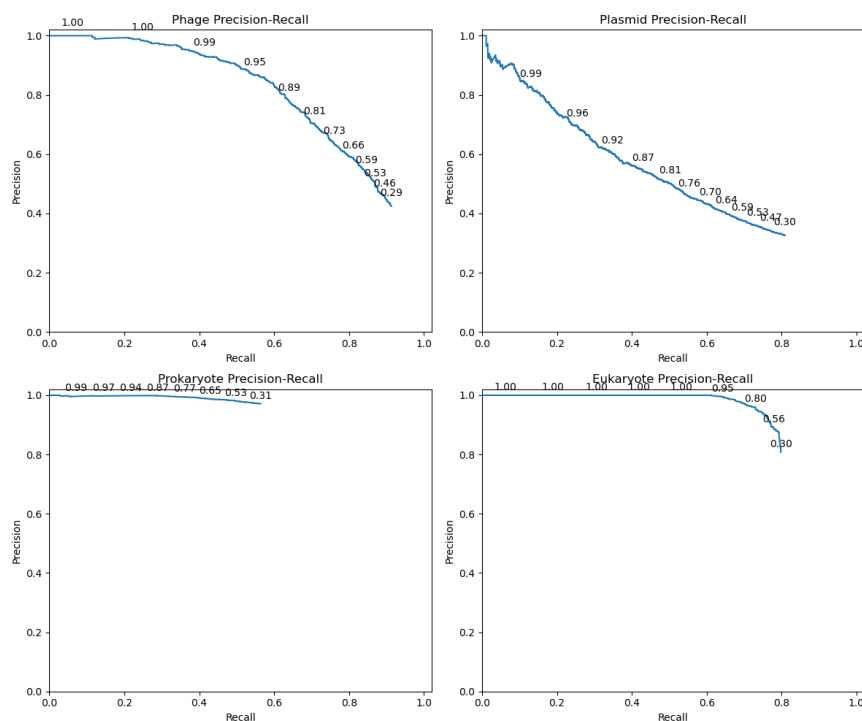 Phage Precision-Recall
1.00
1.00
0.99
0.95
0.89
0.81
0.73
0.66
0.59
0.53
0.46
0.29
1.0
0.8
0.6
0.4
0.2
0.0
Precision
0.0 0.2 0.4 0.6 0.8 1.0
Recall
Plasmid Precision-Recall
0.99
0.96
0.92
0.87
0.81
0.76
0.70
0.64
0.59
0.53
0.47
0.30
1.0
0.8
0.6
0.4
0.2
0.0
Precision
0.0 0.2 0.4 0.6 0.8 1.0
Recall
Prokaryote Precision-Recall
0.99 0.97 0.94 0.87 0.77 0.65 0.53 0.31
1.0
0.8
0.6
0.4
0.2
0.0
Precision
0.0 0.2 0.4 0.6 0.8 1.0
Recall
Eukaryote Precision-Recall
1.00 1.00 1.00 1.00 1.00 0.95
0.80
0.56
0.30
1.0
0.8
0.6
0.4
0.2
0.0
Precision
0.0 0.2 0.4 0.6 0.8 1.0
Recall